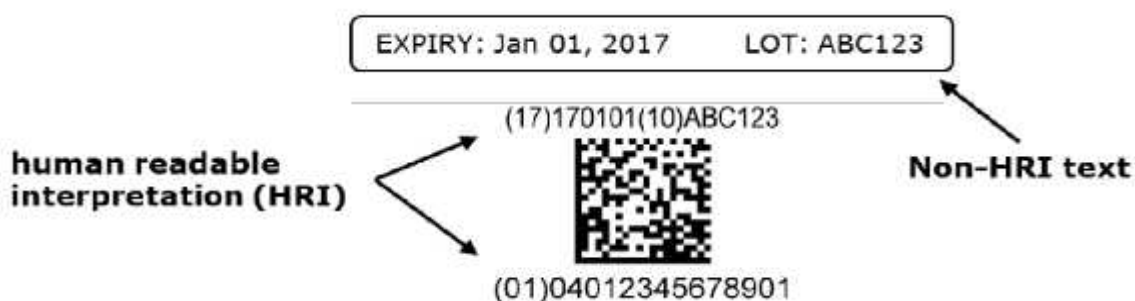 EXPIRY: Jan 01, 2017 LOT: ABC123
(17)170101(10)ABC123
human readable
interpretation (HRI)
Non-HRI text
(01)04012345678901